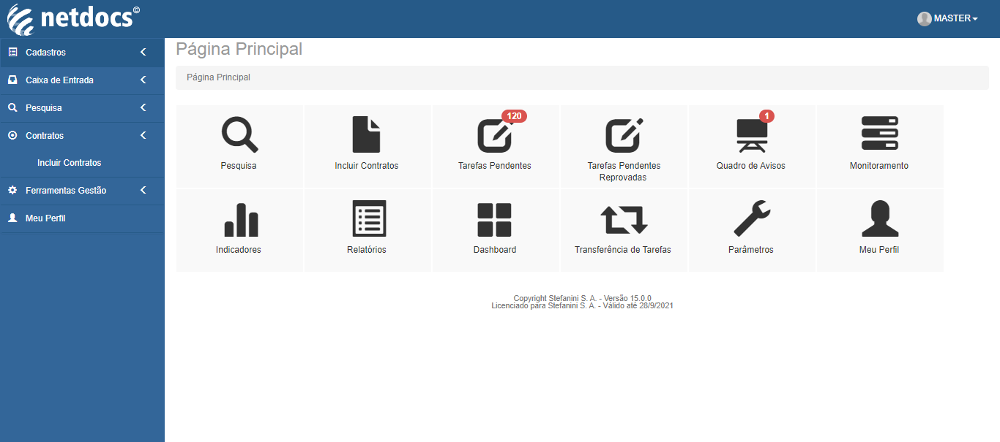 netdocs©
MASTER
Cadastros
Caixa de Entrada
Pesquisa
Contratos
Incluir Contratos
Ferramentas Gestão
Meu Perfil
Página Principal
Página Principal
Pesquisa
Incluir Contratos
120
Tarefas Pendentes
Tarefas Pendentes
Reprovadas
1
Quadro de Avisos
Monitoramento
Indicadores
Relatórios
Dashboard
Transferência de Tarefas
Parâmetros
Meu Perfil
Copyright Stefanini S. A. - Versão 15.0.0
Licenciado para Stefanini S. A. - Válido até 28/9/2021